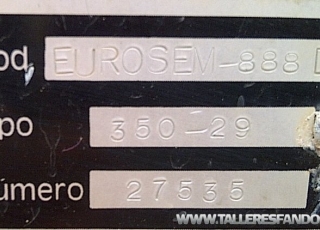 od. EUROSEM-888 D
po 350-29
úmero 27535
WWW.TALLERESFANDO